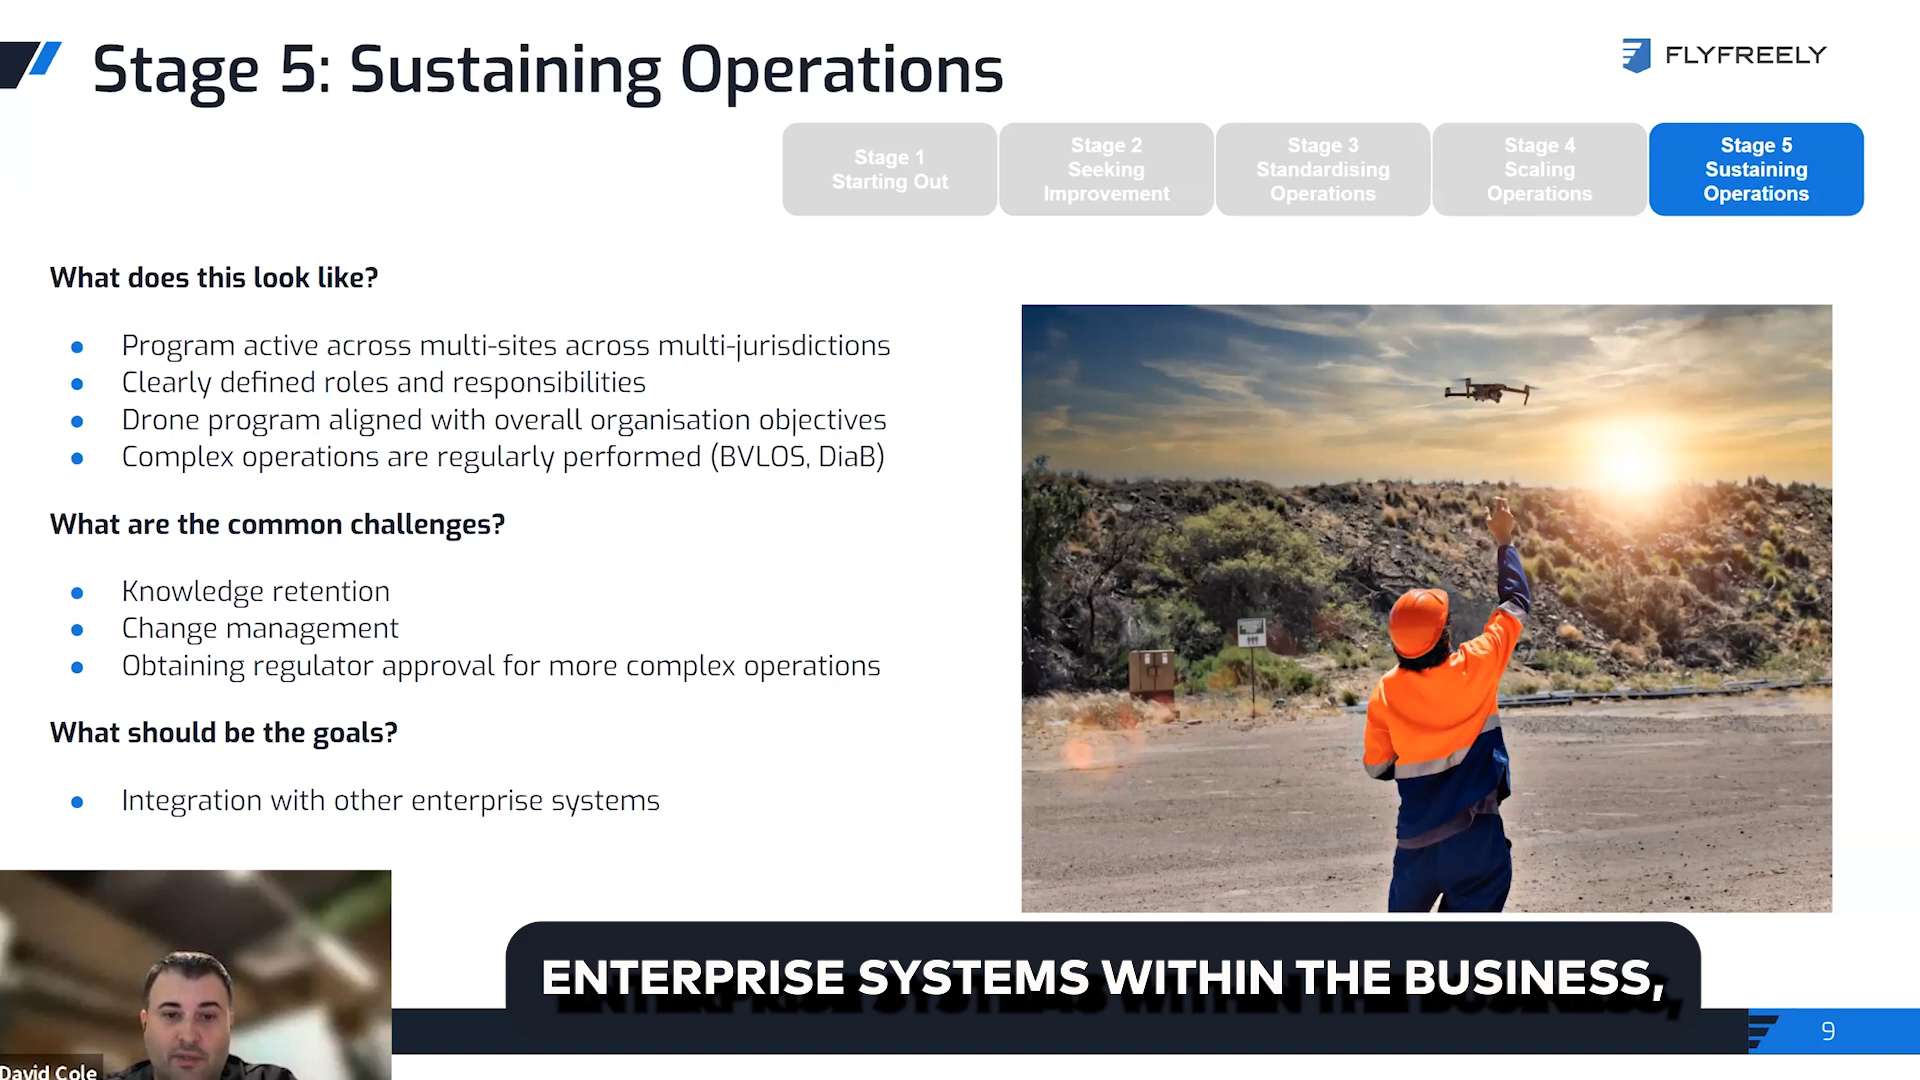 Stage 5: Sustaining Operations
FLYFREELY
Stage 1
Starting Out
Stage 2
Seeking
Improvement
Stage 3
Standardising
Operations
Stage 4
Scaling
Operations
Stage 5
Sustaining
Operations
What does this look like?
● Program active across multi-sites across multi-jurisdictions
● Clearly defined roles and responsibilities
● Drone program aligned with overall organisation objectives
● Complex operations are regularly performed (BVLOS, DiaB)
What are the common challenges?
● Knowledge retention
● Change management
● Obtaining regulator approval for more complex operations
What should be the goals?
● Integration with other enterprise systems
ENTERPRISE SYSTEMS WITHIN THE BUSINESS,
David Cole
9